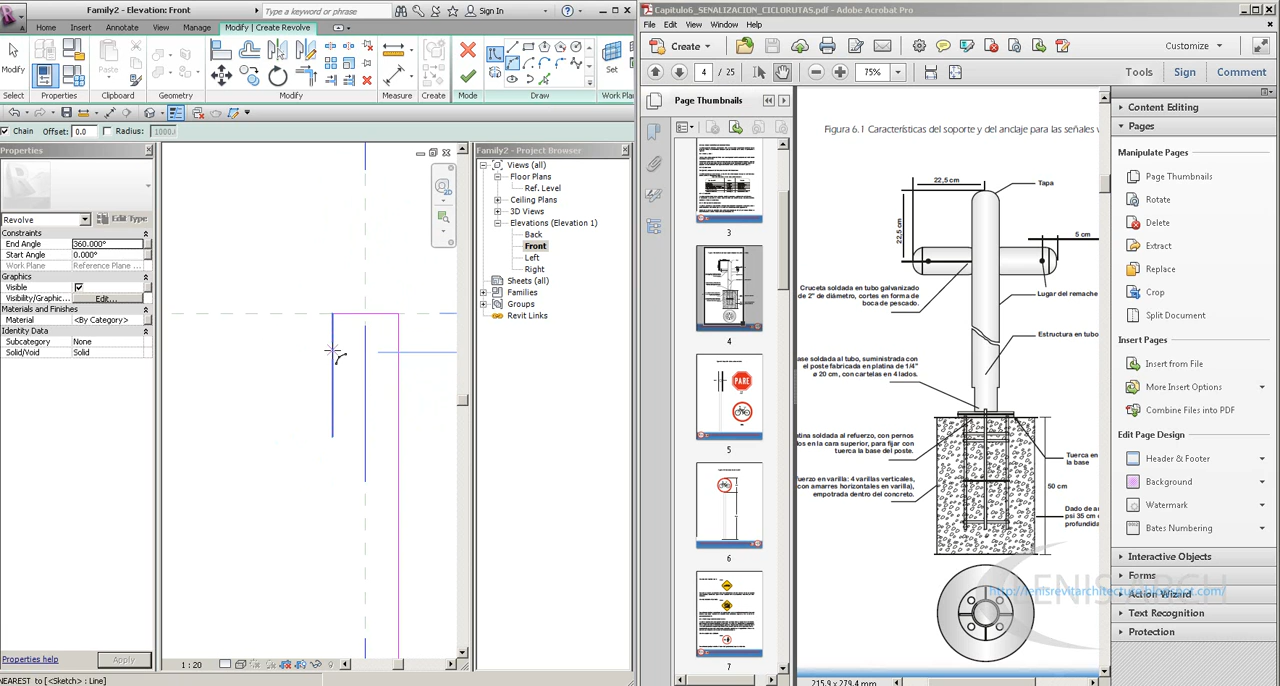 Family2 - Elevation: Front
Type a keyword or phrase
Sign In
Home
Insert
Annotate
View
Manage
Modify | Create Revolve
Modify
Paste
Set
Select
Properties
Clipboard
Geometry
Modify
Measure
Create
Mode
Draw
Work Plan
Chain
Offset: 0.0
Radius: 1000.
Properties
Revolve
Edit Type
Constraints
End Angle 360.000°
Start Angle 0.000°
Work Plane Reference Plane ...
Graphics
Visible
Visibility/Graphic... Edit...
Materials and Finishes
Material <By Category>
Identity Data
Subcategory None
Solid/Void Solid
Properties help
Apply
1 : 20
NEAREST to [<Sketch> : Line]
Family2 - Project Browser
Views (all)
Floor Plans
Ref. Level
Ceiling Plans
3D Views
Elevations (Elevation 1)
Back
Front
Left
Right
Sheets (all)
Families
Groups
Revit Links
Capitulo6_SENALIZACION_CICLORUTAS.pdf - Adobe Acrobat Pro
File Edit View Window Help
Create
Customize
4 / 25
75%
Tools
Sign
Comment
Page Thumbnails
3
4
5
6
7
PARE
Figura 6.1 Características del soporte y del anclaje para las señales v
22,5 cm
Tapa
22,5 cm
5 cm
Cruceta soldada en tubo galvanizado
de 2" de diámetro, cortes en forma de
boca de pescado.
Lugar del remache
Estructura en tubo
ase soldada al tubo, suministrada con
el poste fabricada en platina de 1/4"
ø 20 cm, con cartelas en 4 lados.
tina soldada al refuerzo, con pernos
los en la cara superior, para fijar con
tuerca la base del poste.
Tuerca en
la base
uerzo en varilla: 4 varillas verticales,
con amarres horizontales en varilla),
empotrada dentro del concreto.
50 cm
Dado de
psi 35 cm
profundida
LENIS ARCH
215,9 x 279,4 mm
Content Editing
Pages
Manipulate Pages
Page Thumbnails
Rotate
Delete
Extract
Replace
Crop
Split Document
Insert Pages
Insert from File
More Insert Options
Combine Files into PDF
Edit Page Design
Header & Footer
Background
Watermark
Bates Numbering
Interactive Objects
Forms
Action Wizard
Text Recognition
Protection